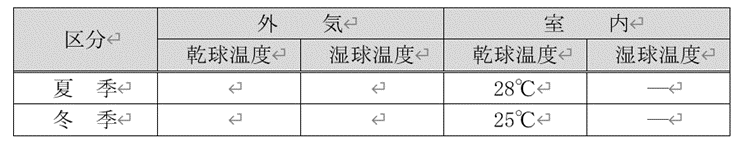 区分 外　気 室　内
乾球温度 湿球温度 乾球温度 湿球温度
夏　季 28℃ ―
冬　季 25℃ ―